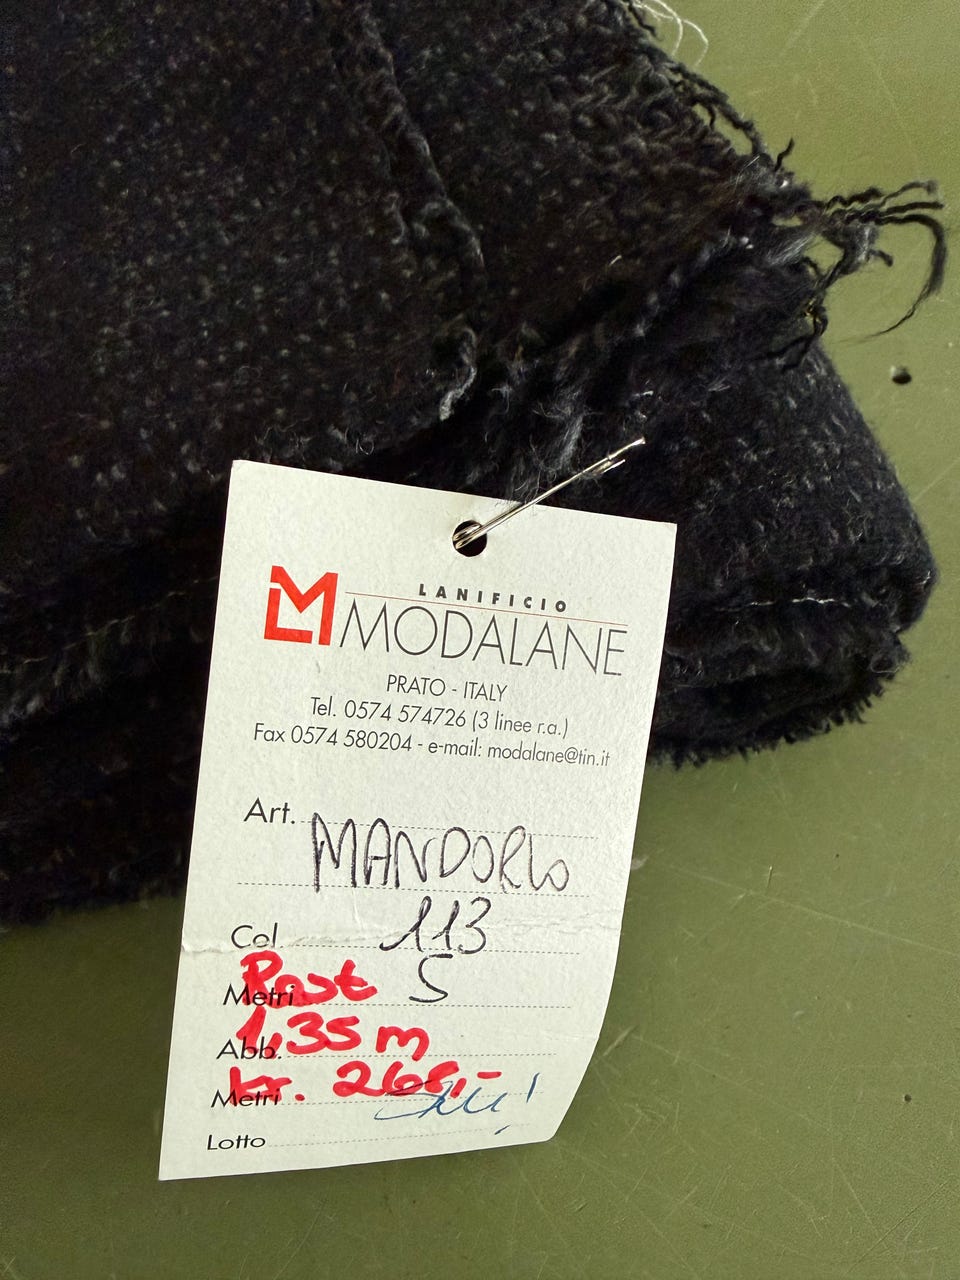 LM
LANIFICIO
MODALANE
PRATO - ITALY
Tel. 0574 574726 (3 linee r.a.)
Fax 0574 580204 - e-mail: modalane@tin.it
Art. MANDORLO
Col 113
Metri 5
Rest
Abb. 1,35 m
Metri kr.
Lotto